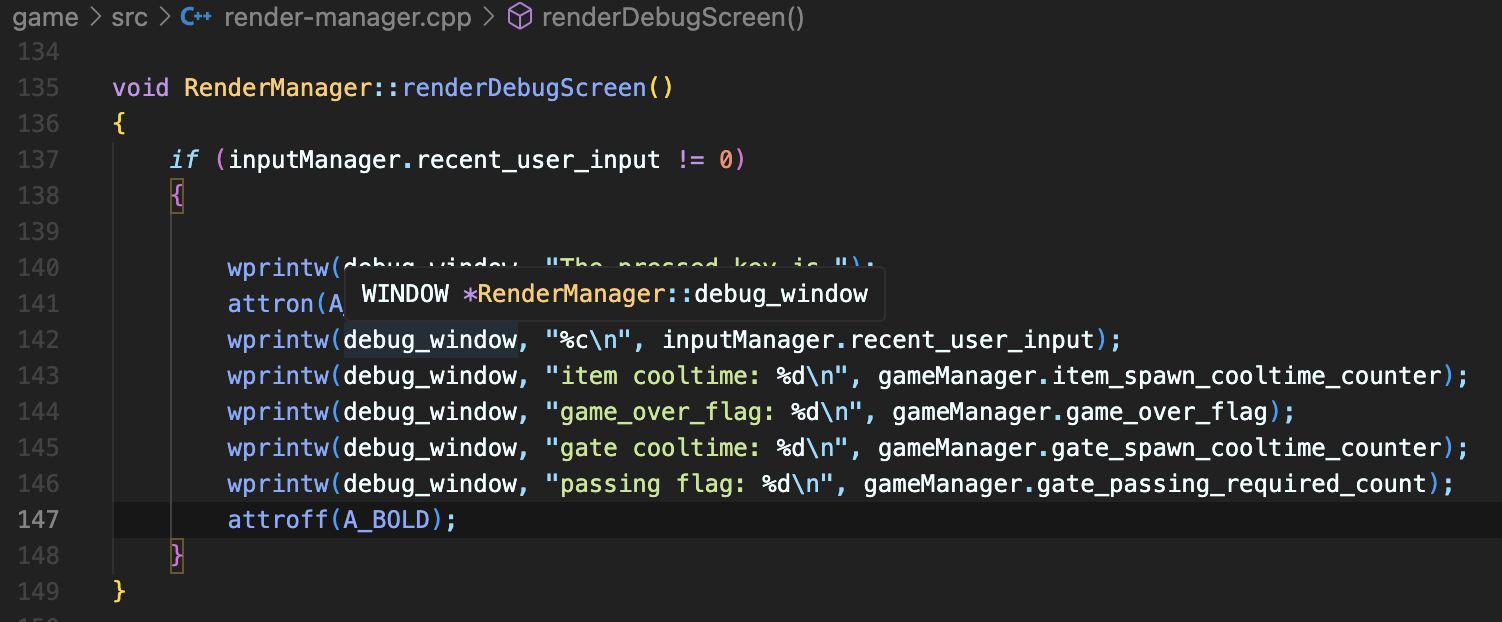 game > src > C++ render-manager.cpp > renderDebugScreen()
134
135 void RenderManager::renderDebugScreen()
136 {
137 if (inputManager.recent_user_input != 0)
138 {
139
140 wprintw(debug_window, "The pressed key is ");
141 attron(A
WINDOW *RenderManager::debug_window
142 wprintw(debug_window, "%c\n", inputManager.recent_user_input);
143 wprintw(debug_window, "item cooltime: %d\n", gameManager.item_spawn_cooltime_counter);
144 wprintw(debug_window, "game_over_flag: %d\n", gameManager.game_over_flag);
145 wprintw(debug_window, "gate cooltime: %d\n", gameManager.gate_spawn_cooltime_counter);
146 wprintw(debug_window, "passing flag: %d\n", gameManager.gate_passing_required_count);
147 attroff(A_BOLD);
148 }
149 }